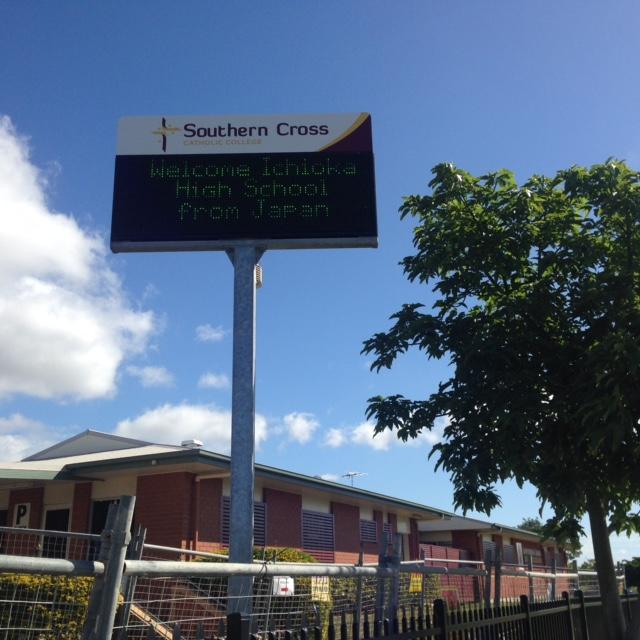 Southern Cross
CATHOLIC COLLEGE
Welcome Ichioka
High School
from Japan
P